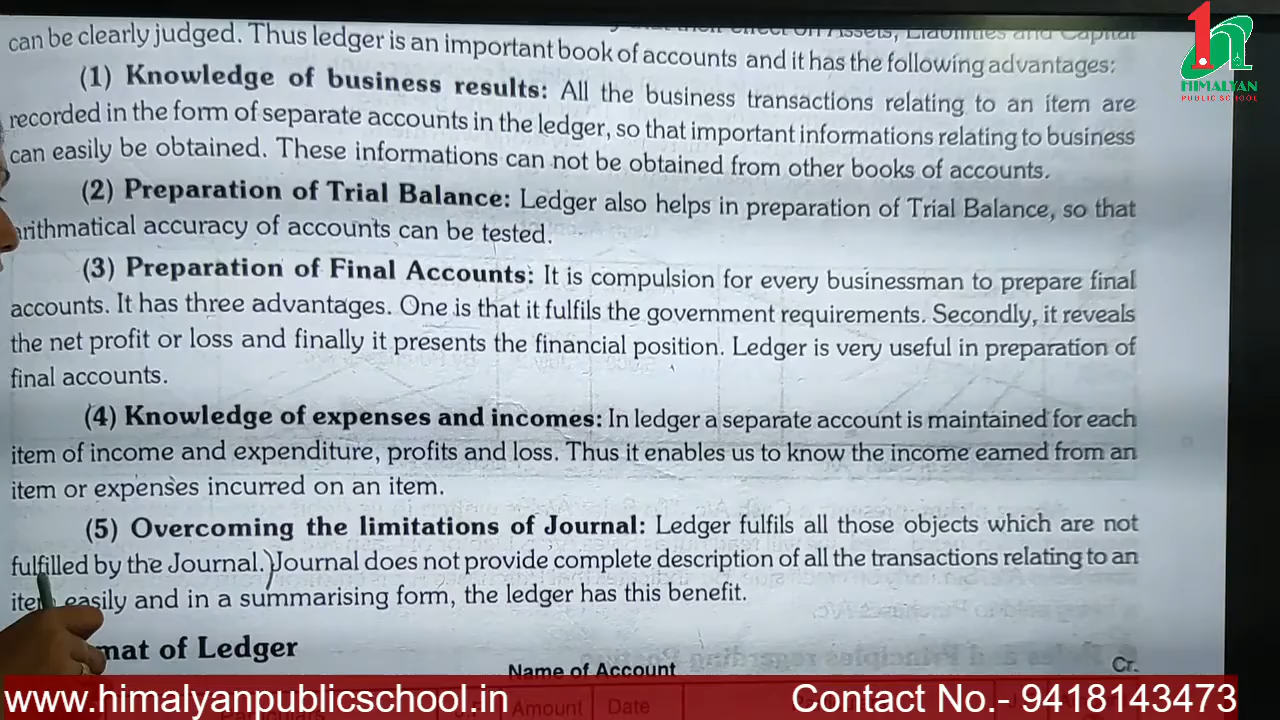 their effect on Assets, Liabilities and Capital
can be clearly judged. Thus ledger is an important book of accounts and it has the following advantages:
(1) Knowledge of business results: All the business transactions relating to an item are
recorded in the form of separate accounts in the ledger, so that important informations relating to business
can easily be obtained. These informations can not be obtained from other books of accounts.
(2) Preparation of Trial Balance: Ledger also helps in preparation of Trial Balance, so that
arithmatical accuracy of accounts can be tested.
(3) Preparation of Final Accounts: It is compulsion for every businessman to prepare final
accounts. It has three advantages. One is that it fulfils the government requirements. Secondly, it reveals
the net profit or loss and finally it presents the financial position. Ledger is very useful in preparation of
final accounts.
(4) Knowledge of expenses and incomes: In ledger a separate account is maintained for each
item of income and expenditure, profits and loss. Thus it enables us to know the income earned from an
item or expenses incurred on an item.
(5) Overcoming the limitations of Journal: Ledger fulfils all those objects which are not
fulfilled by the Journal. Journal does not provide complete description of all the transactions relating to an
item easily and in a summarising form, the ledger has this benefit.
mat of Ledger
Name of Account Cr.
Amount Date
1h
HIMALYAN
PUBLIC SCHOOL
www.himalyanpublicschool.in Contact No.- 9418143473